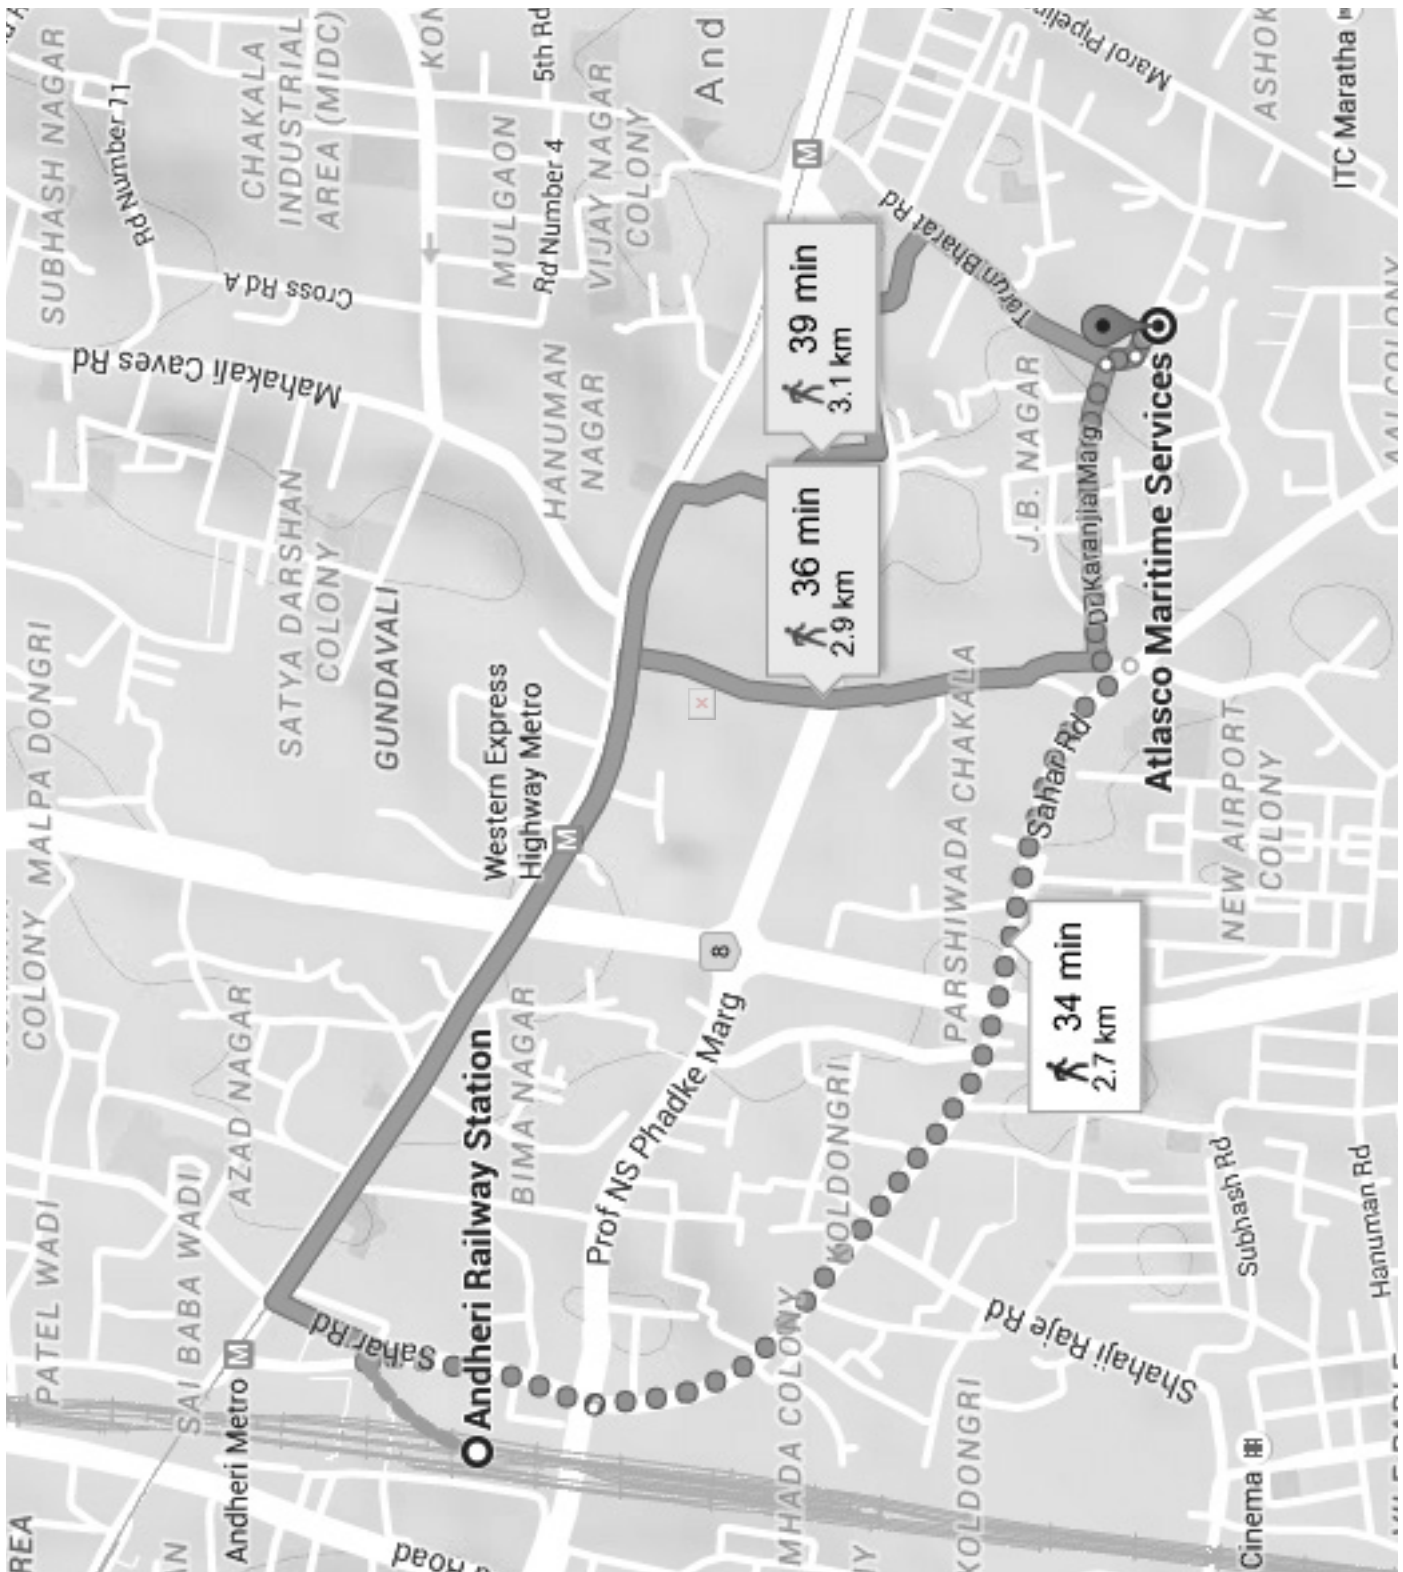 REA
PATEL WADI
COLONY
MALPA DONGRI
SUBHASH NAGAR
Rd Number 11
Mahakali Caves Rd
SAI BABA WADI
Andheri Metro
M
AZAD NAGAR
SATYA DARSHAN
COLONY
Cross Rd A
CHAKALA
INDUSTRIAL
AREA (MIDC)
Sahar Rd
GUNDAVALI
Road
Andheri Railway Station
Western Express
Highway Metro
M
MULGAON
BIMA NAGAR
HANUMAN
NAGAR
Rd Number 4
5th Rd
VIJAY NAGAR
COLONY
Prof NS Phadke Marg
8
And
M
MHADA COLONY
KOLDONGRI
36 min
2.9 km
39 min
3.1 km
Tarun Bharat Rd
KOLDONGRI
PARSHIWADA CHAKALA
Shahaji Raje Rd
Sahar Rd
J.B. NAGAR
34 min
2.7 km
Dr Karanjia Marg
Marol Pipeline
Atlasco Maritime Services
Cinema
Subhash Rd
NEW AIRPORT
COLONY
ASHOK
ITC Maratha
Hanuman Rd